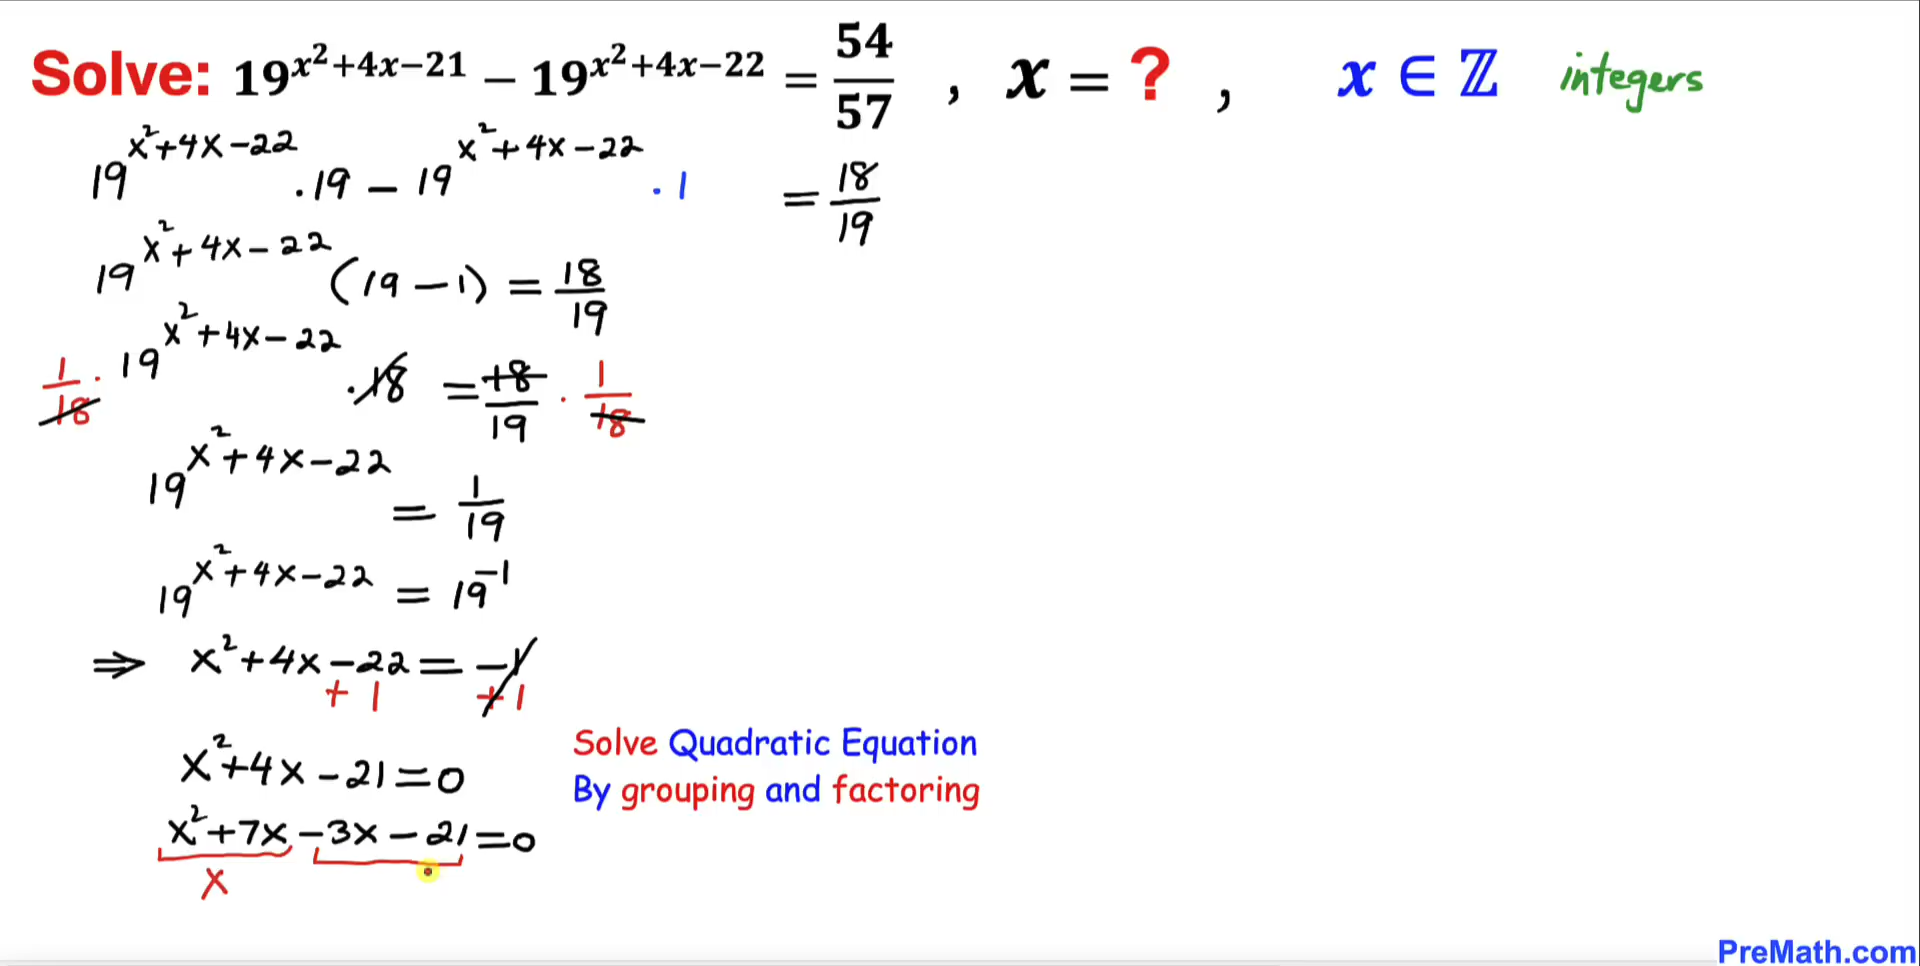 Solve: 19^{x²+4x−21} − 19^{x²+4x−22} = 54/57 , x = ? , x ∈ ℤ integers
19^{x²+4x−22} · 19 − 19^{x²+4x−22} · 1 = 18/19
19^{x²+4x−22} (19 − 1) = 18/19
1/18 · 19^{x²+4x−22} · 18 = 18/19 · 1/18
19^{x²+4x−22} = 1/19
19^{x²+4x−22} = 19^{−1}
⇒ x²+4x−22 = −1
+1 +1
x²+4x−21=0
x²+7x−3x−21=0
x
Solve Quadratic Equation
By grouping and factoring
PreMath.com